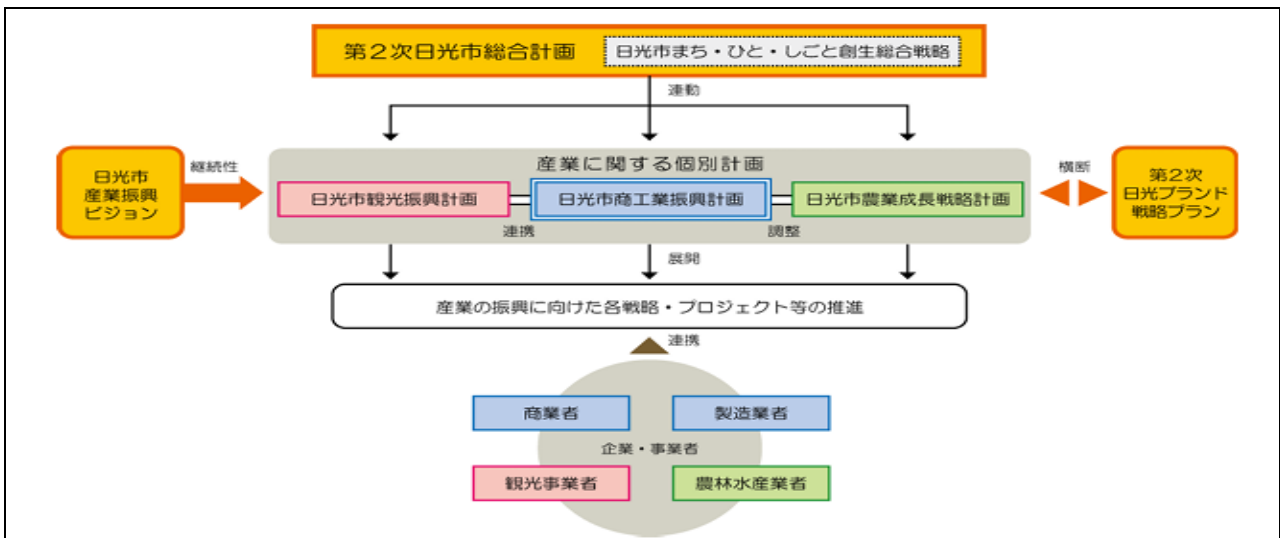 第２次日光市総合計画
日光市まち・ひと・しごと創生総合戦略
連動
日光市
産業振興
ビジョン
継続性
産業に関する個別計画
日光市観光振興計画
日光市商工業振興計画
日光市農業成長戦略計画
連携
調整
横断
第２次
日光ブランド
戦略プラン
展開
産業の振興に向けた各戦略・プロジェクト等の推進
連携
商業者
製造業者
企業・事業者
観光事業者
農林水産業者